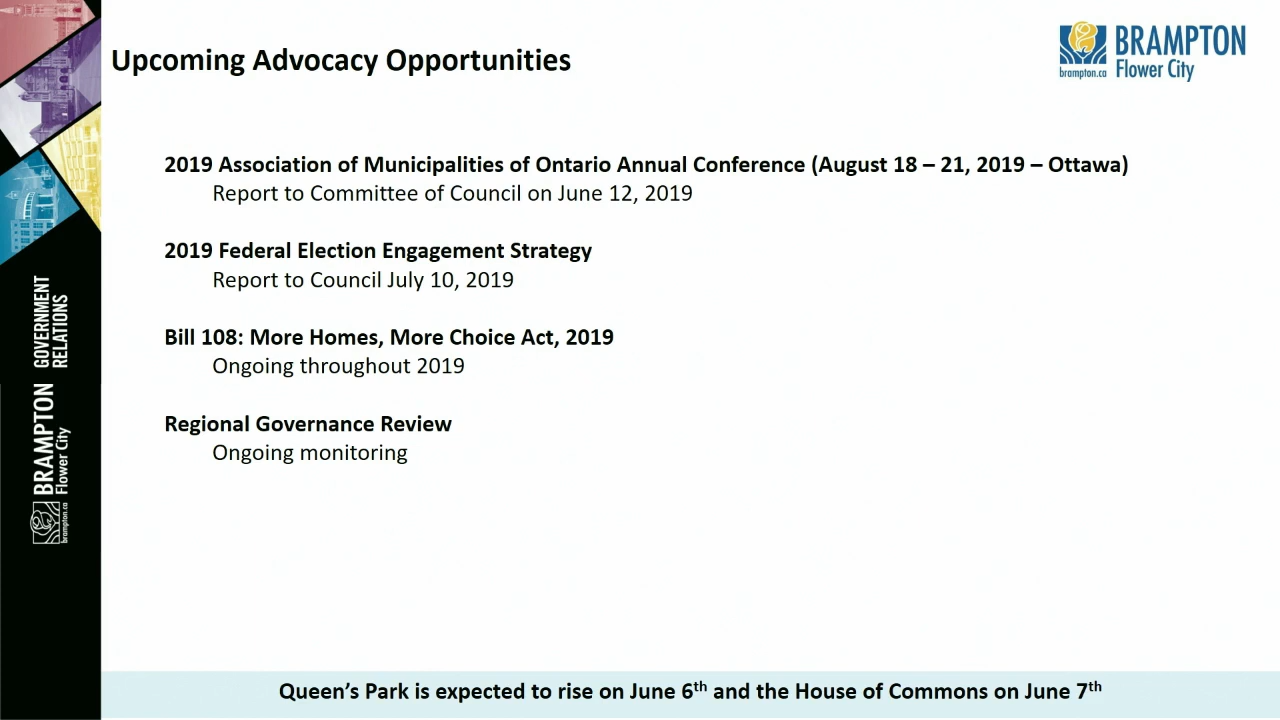 Upcoming Advocacy Opportunities
BRAMPTON
brampton.ca
Flower City
2019 Association of Municipalities of Ontario Annual Conference (August 18 – 21, 2019 – Ottawa)
Report to Committee of Council on June 12, 2019
2019 Federal Election Engagement Strategy
Report to Council July 10, 2019
Bill 108: More Homes, More Choice Act, 2019
Ongoing throughout 2019
Regional Governance Review
Ongoing monitoring
GOVERNMENT
RELATIONS
BRAMPTON
Flower City
brampton.ca
Queen’s Park is expected to rise on June 6th and the House of Commons on June 7th